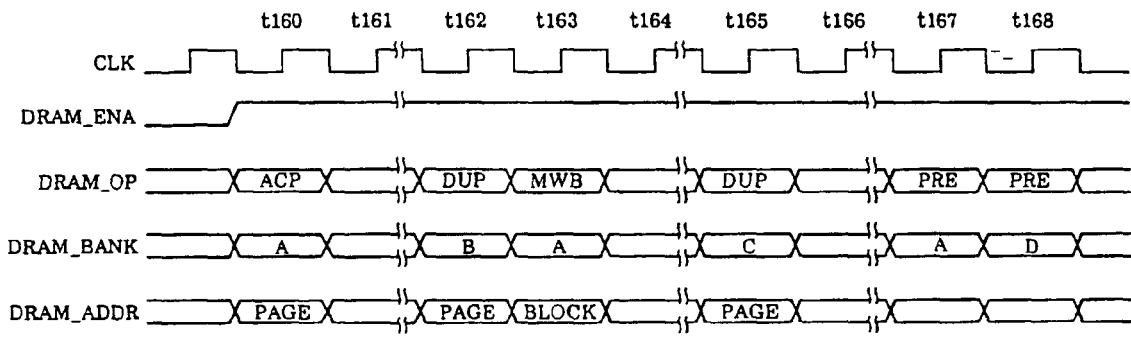 t160 t161 t162 t163 t164 t165 t166 t167 t168
CLK
DRAM_ENA
DRAM_OP ACP DUP MWB DUP PRE PRE
DRAM_BANK A B A C A D
DRAM_ADDR PAGE PAGE BLOCK PAGE